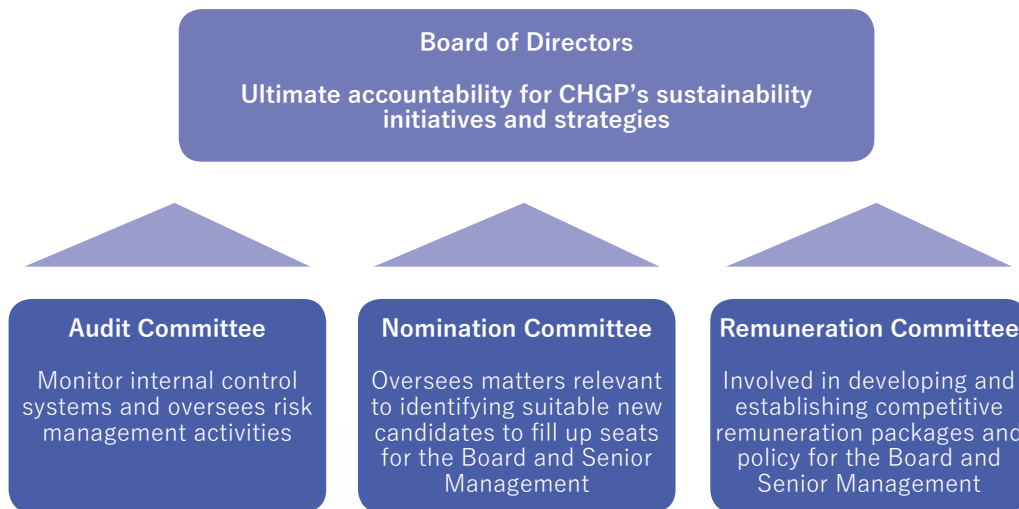 Board of Directors
Ultimate accountability for CHGP’s sustainability
initiatives and strategies
Audit Committee
Monitor internal control
systems and oversees risk
management activities
Nomination Committee
Oversees matters relevant
to identifying suitable new
candidates to fill up seats
for the Board and Senior
Management
Remuneration Committee
Involved in developing and
establishing competitive
remuneration packages and
policy for the Board and
Senior Management